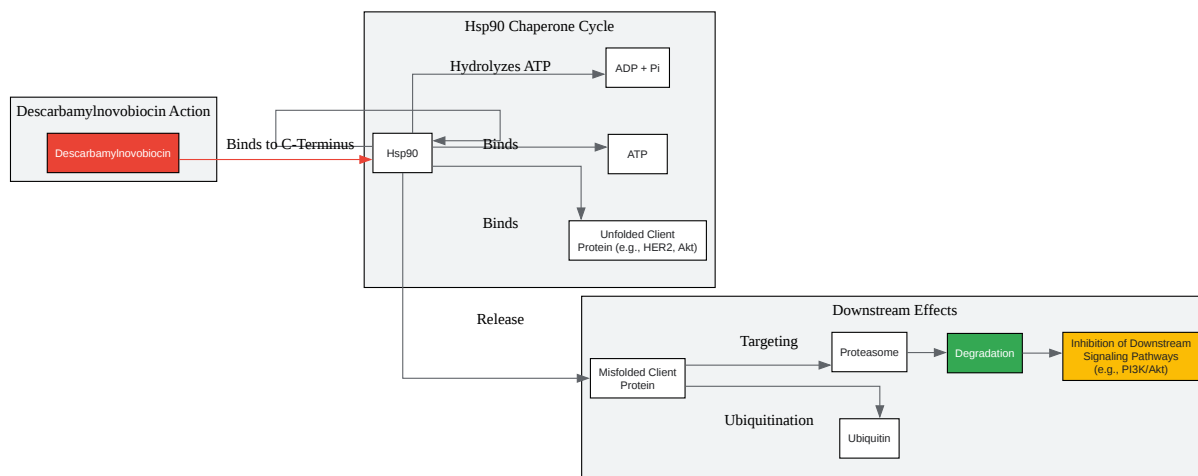 Hsp90 Chaperone Cycle
Hydrolyzes ATP
ADP + Pi
Descarbamylnovobiocin Action
Descarbamylnovobiocin
Binds to C-Terminus
Hsp90
Binds
ATP
Binds
Unfolded Client
Protein (e.g., HER2, Akt)
Release
Downstream Effects
Misfolded Client
Protein
Targeting
Proteasome
Degradation
Inhibition of Downstream
Signaling Pathways
(e.g., PI3K/Akt)
Ubiquitination
Ubiquitin